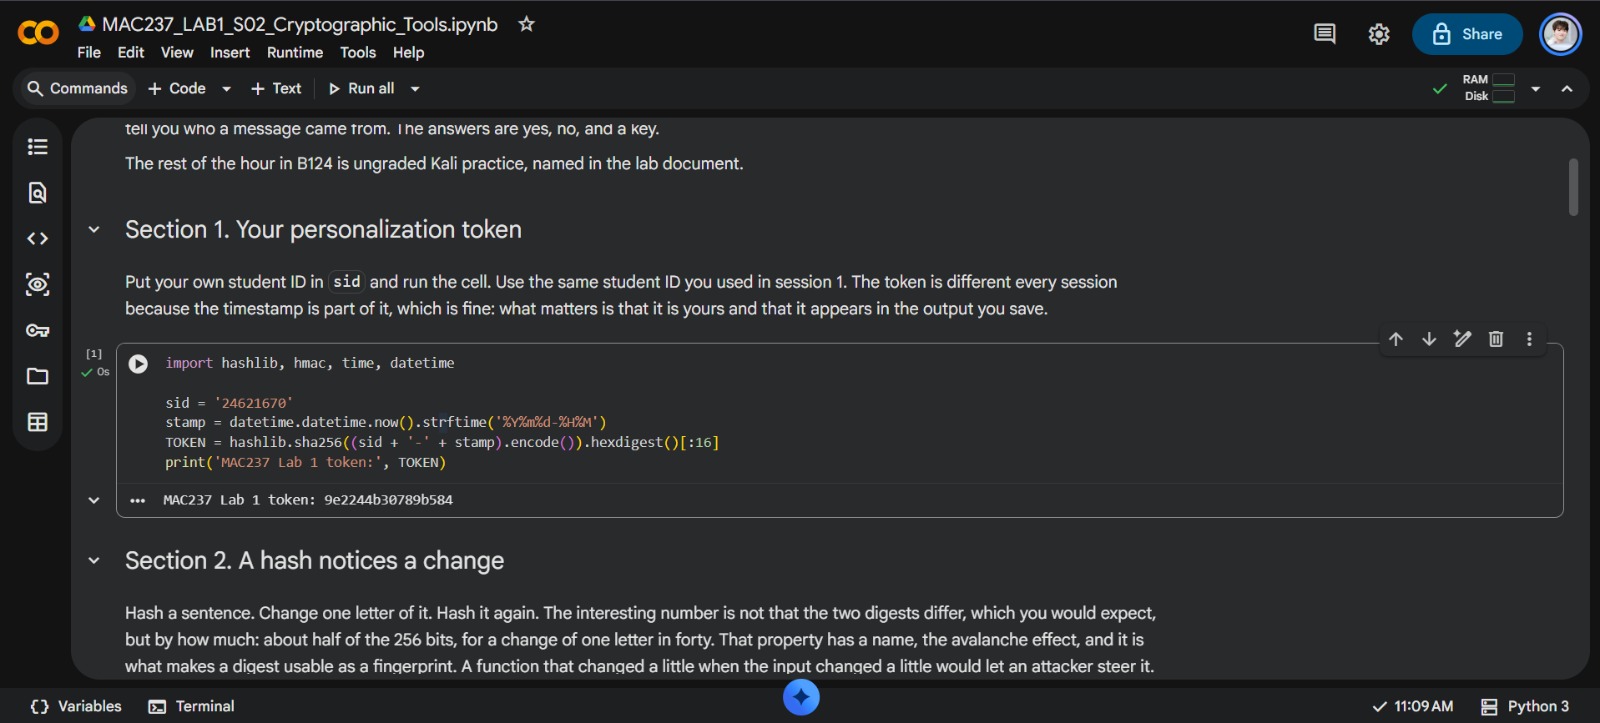 MAC237_LAB1_S02_Cryptographic_Tools.ipynb
File Edit View Insert Runtime Tools Help
Share
Commands + Code + Text Run all
RAM
Disk
tell you who a message came from. The answers are yes, no, and a key.
The rest of the hour in B124 is ungraded Kali practice, named in the lab document.
Section 1. Your personalization token
Put your own student ID in sid and run the cell. Use the same student ID you used in session 1. The token is different every session
because the timestamp is part of it, which is fine: what matters is that it is yours and that it appears in the output you save.
[1]
0s
import hashlib, hmac, time, datetime
sid = '24621670'
stamp = datetime.datetime.now().strftime('%Y%m%d-%H%M')
TOKEN = hashlib.sha256((sid + '-' + stamp).encode()).hexdigest()[:16]
print('MAC237 Lab 1 token:', TOKEN)
MAC237 Lab 1 token: 9e2244b30789b584
Section 2. A hash notices a change
Hash a sentence. Change one letter of it. Hash it again. The interesting number is not that the two digests differ, which you would expect,
but by how much: about half of the 256 bits, for a change of one letter in forty. That property has a name, the avalanche effect, and it is
what makes a digest usable as a fingerprint. A function that changed a little when the input changed a little would let an attacker steer it.
{} Variables Terminal
11:09 AM Python 3